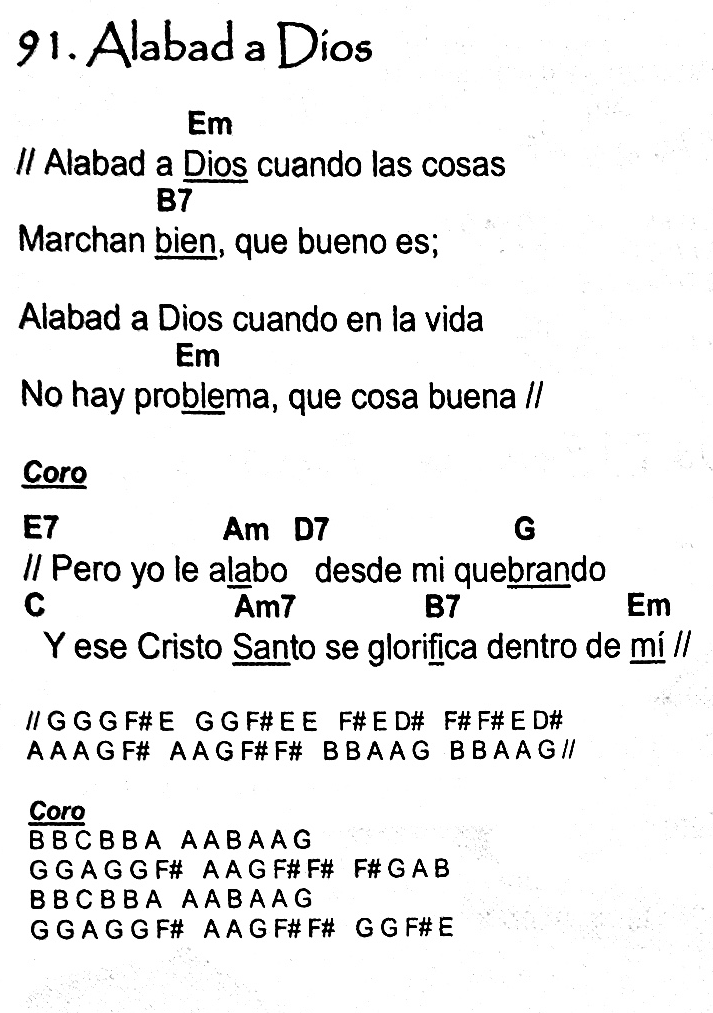 91. Alabad a Dios
Em
// Alabad a Dios cuando las cosas
B7
Marchan bien, que bueno es;
Alabad a Dios cuando en la vida
Em
No hay problema, que cosa buena //
Coro
E7 Am D7 G
// Pero yo le alabo desde mi quebrando
C Am7 B7 Em
Y ese Cristo Santo se glorifica dentro de mí //
// G G G F# E G G F# E E F# E D# F# F# E D#
A A A G F# A A G F# F# B B A A G B B A A G //
Coro
B B C B B A A A B A A G
G G A G G F# A A G F# F# F# G A B
B B C B B A A A B A A G
G G A G G F# A A G F# F# G G F# E